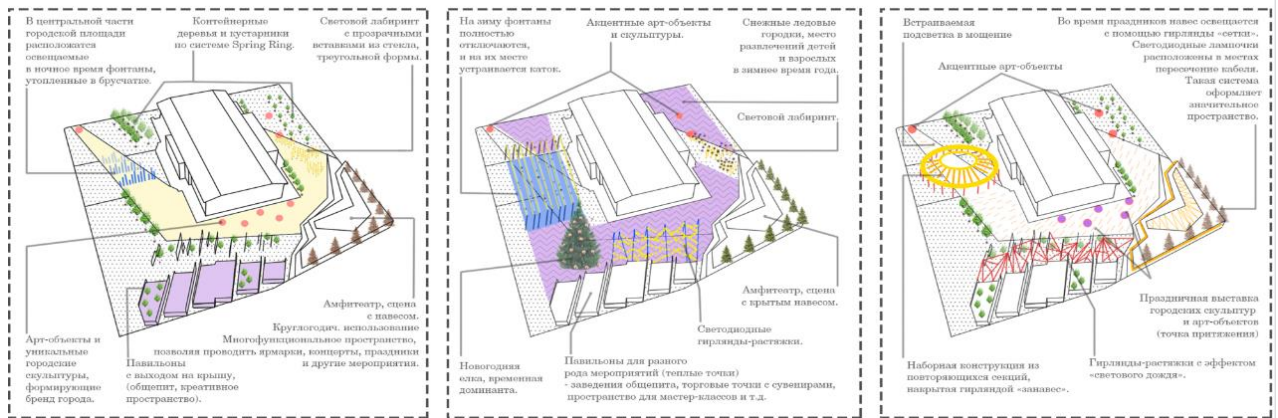 В центральной части
городской площади
расположатся
освещаемые
в ночное время фонтаны,
утопленные в брусчатке.
Контейнерные
деревья и кустарники
по системе Spring Ring.
Световой лабиринт
с прозрачными
вставками из стекла,
треугольной формы.
Амфитеатр, сцена
с навесом.
Круглогодич. использование
Многофункциональное пространство,
позволяя проводить ярмарки, концерты, праздники
и другие мероприятия.
Арт-объекты и
уникальные
городские
скульптуры,
формирующие
бренд города.
Павильоны
с выходом на крышу,
(общепит, креативное
пространство).
На зиму фонтаны
полностью
отключаются,
и на их месте
устраивается каток.
Акцентные арт-объекты
и скульптуры.
Снежные ледовые
городки, место
развлечений детей
и взрослых
в зимнее время года.
Световой лабиринт.
Амфитеатр, сцена
с крытым навесом.
Светодиодные
гирлянды-растяжки.
Новогодняя
елка, временная
доминанта.
Павильоны для разного
рода мероприятий (теплые точки)
- заведения общепита, торговые точки с сувенирами,
пространство для мастер-классов и т.д.
Встраиваемая
подсветка в мощение
Акцентные арт-объекты
Во время праздников навес освещается
с помощью гирлянды «сетки».
Светодиодные лампочки
расположены в местах
пересечение кабеля.
Такая система
оформляет
значительное
пространство.
Праздничная выставка
городских скульптур
и арт-объектов
(точка притяжения)
Наборная конструкция из
повторяющихся секций,
накрытая гирляндой «занавес».
Гирлянды-растяжки с эффектом
«светового дождя».